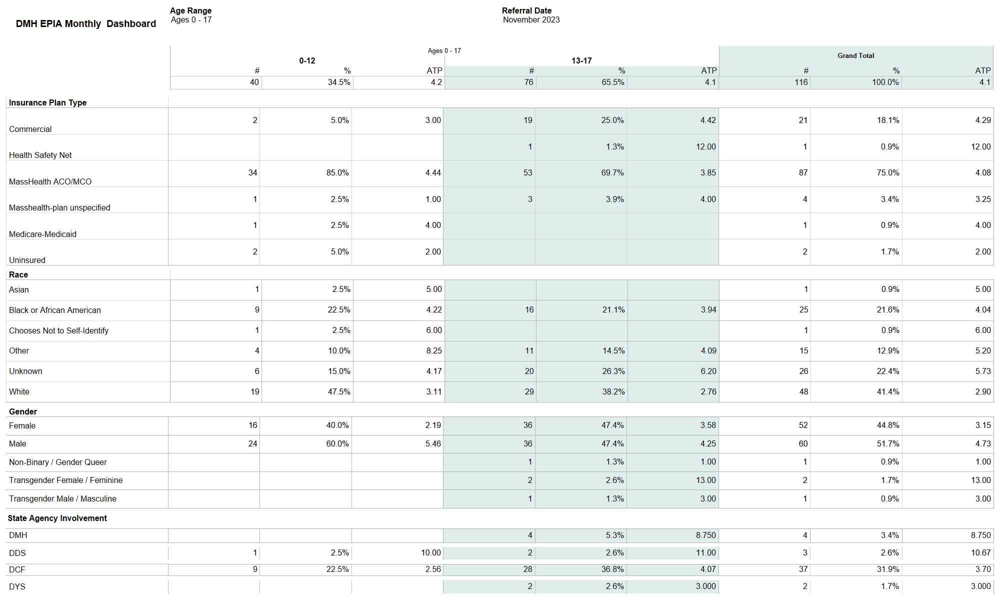 Age Range
Referral Date
DMH EPIA Monthly  Dashboard
Ages 0 - 17
November 2023
Ages 0 - 17
Grand Total
0-12
13-17
# % ATP # % ATP # % ATP
40 34.5% 4.2 76 65.5% 4.1 116 100.0% 4.1
Insurance Plan Type
Commercial 2 5.0% 3.00 19 25.0% 4.42 21 18.1% 4.29
Health Safety Net 1 1.3% 12.00 1 0.9% 12.00
MassHealth ACO/MCO 34 85.0% 4.44 53 69.7% 3.85 87 75.0% 4.08
Masshealth-plan unspecified 1 2.5% 1.00 3 3.9% 4.00 4 3.4% 3.25
Medicare-Medicaid 1 2.5% 4.00 1 0.9% 4.00
Uninsured 2 5.0% 2.00 2 1.7% 2.00
Race
Asian 1 2.5% 5.00 1 0.9% 5.00
Black or African American 9 22.5% 4.22 16 21.1% 3.94 25 21.6% 4.04
Chooses Not to Self-Identify 1 2.5% 6.00 1 0.9% 6.00
Other 4 10.0% 8.25 11 14.5% 4.09 15 12.9% 5.20
Unknown 6 15.0% 4.17 20 26.3% 6.20 26 22.4% 5.73
White 19 47.5% 3.11 29 38.2% 2.76 48 41.4% 2.90
Gender
Female 16 40.0% 2.19 36 47.4% 3.58 52 44.8% 3.15
Male 24 60.0% 5.46 36 47.4% 4.25 60 51.7% 4.73
Non-Binary / Gender Queer 1 1.3% 1.00 1 0.9% 1.00
Transgender Female / Feminine 2 2.6% 13.00 2 1.7% 13.00
Transgender Male / Masculine 1 1.3% 3.00 1 0.9% 3.00
State Agency Involvement
DMH 4 5.3% 8.750 4 3.4% 8.750
DDS 1 2.5% 10.00 2 2.6% 11.00 3 2.6% 10.67
DCF 9 22.5% 2.56 28 36.8% 4.07 37 31.9% 3.70
DYS 2 2.6% 3.000 2 1.7% 3.000